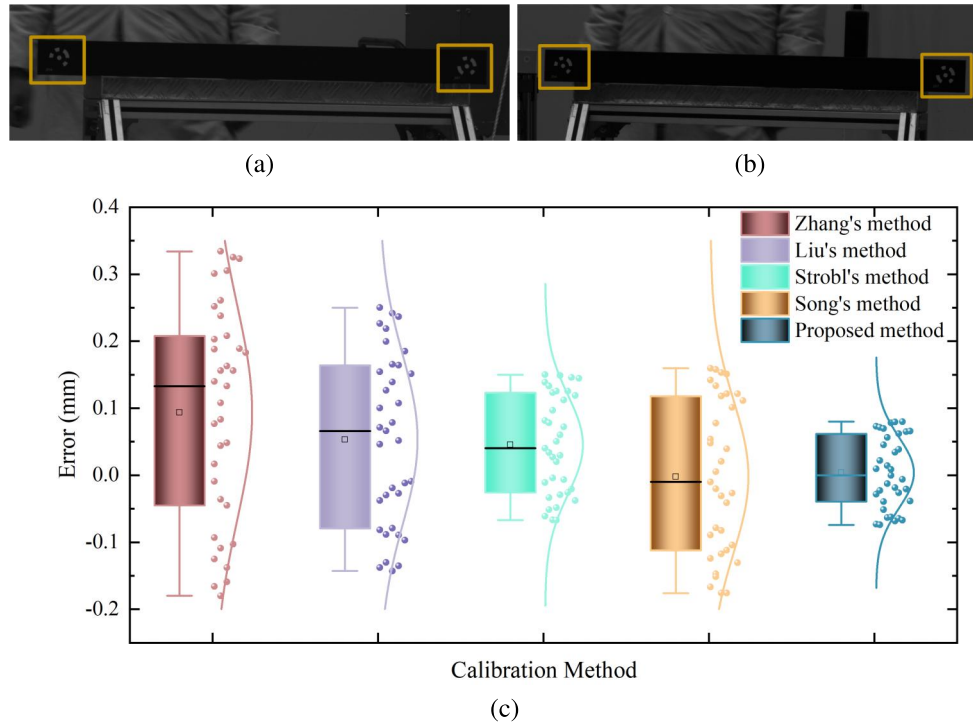 (a)
(b)
0.4
0.3
0.2
0.1
0.0
-0.1
-0.2
Error (mm)
Zhang's method
Liu's method
Strobl's method
Song's method
Proposed method
Calibration Method
(c)